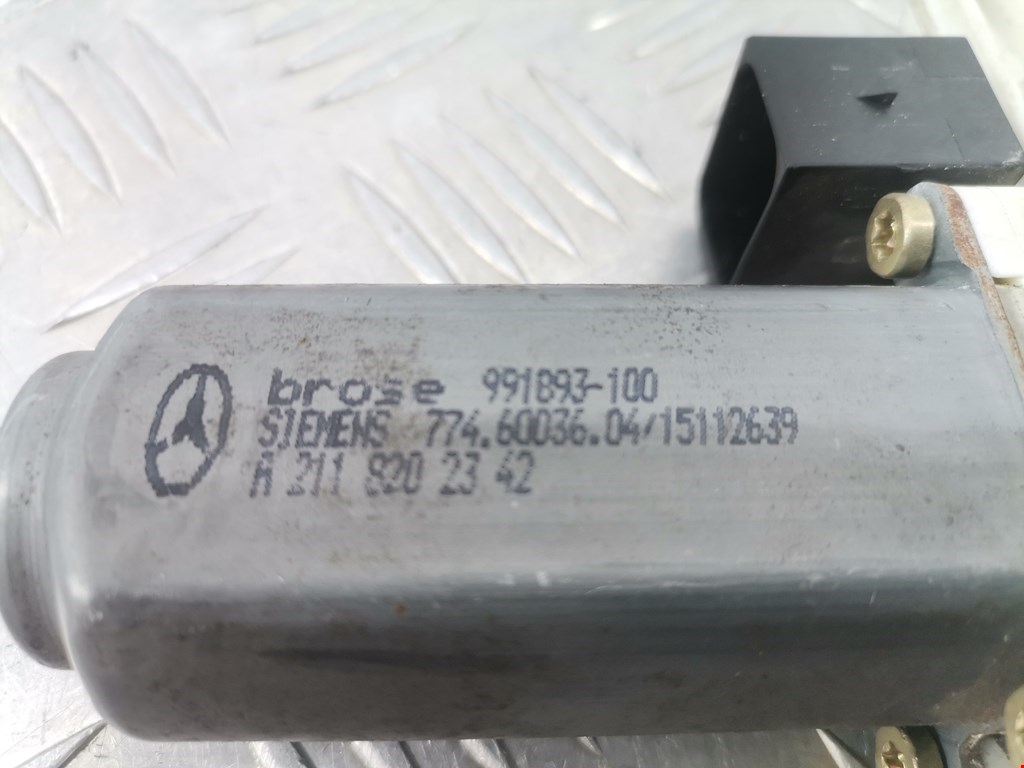 brose 991893-100
SIEMENS 774.60036.04/15112639
A 211 820 23 42